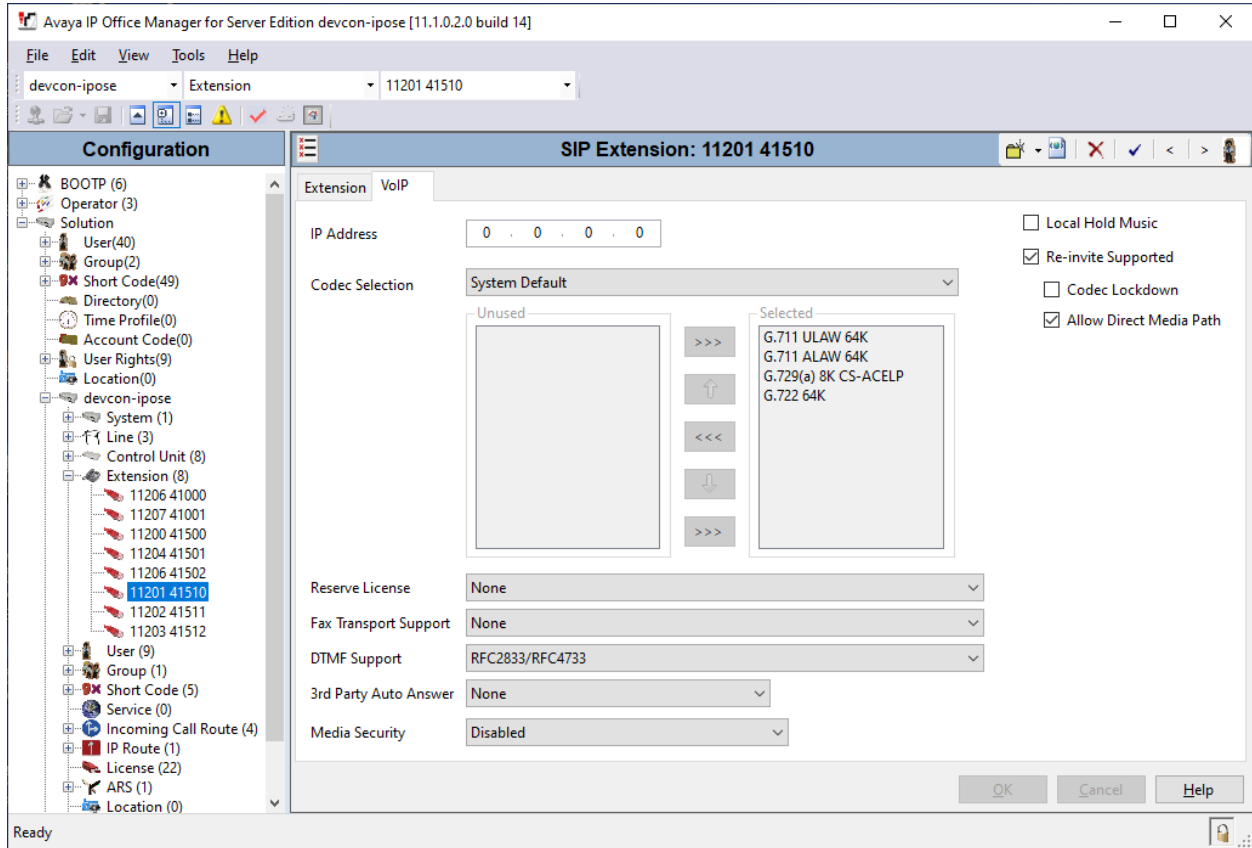 Avaya IP Office Manager for Server Edition devcon-ipose [11.1.0.2.0 build 14]
File Edit View Tools Help
devcon-ipose Extension 11201 41510
Configuration
BOOTP (6)
Operator (3)
Solution
User(40)
Group(2)
Short Code(49)
Directory(0)
Time Profile(0)
Account Code(0)
User Rights(9)
Location(0)
devcon-ipose
System (1)
Line (3)
Control Unit (8)
Extension (8)
11206 41000
11207 41001
11200 41500
11204 41501
11206 41502
11201 41510
11202 41511
11203 41512
User (9)
Group (1)
Short Code (5)
Service (0)
Incoming Call Route (4)
IP Route (1)
License (22)
ARS (1)
Location (0)
SIP Extension: 11201 41510
Extension VoIP
IP Address 0 . 0 . 0 . 0
Codec Selection System Default
Unused
>>>
<<<
>>>
Selected
G.711 ULAW 64K
G.711 ALAW 64K
G.729(a) 8K CS-ACELP
G.722 64K
Reserve License None
Fax Transport Support None
DTMF Support RFC2833/RFC4733
3rd Party Auto Answer None
Media Security Disabled
Local Hold Music
Re-invite Supported
Codec Lockdown
Allow Direct Media Path
OK Cancel Help
Ready